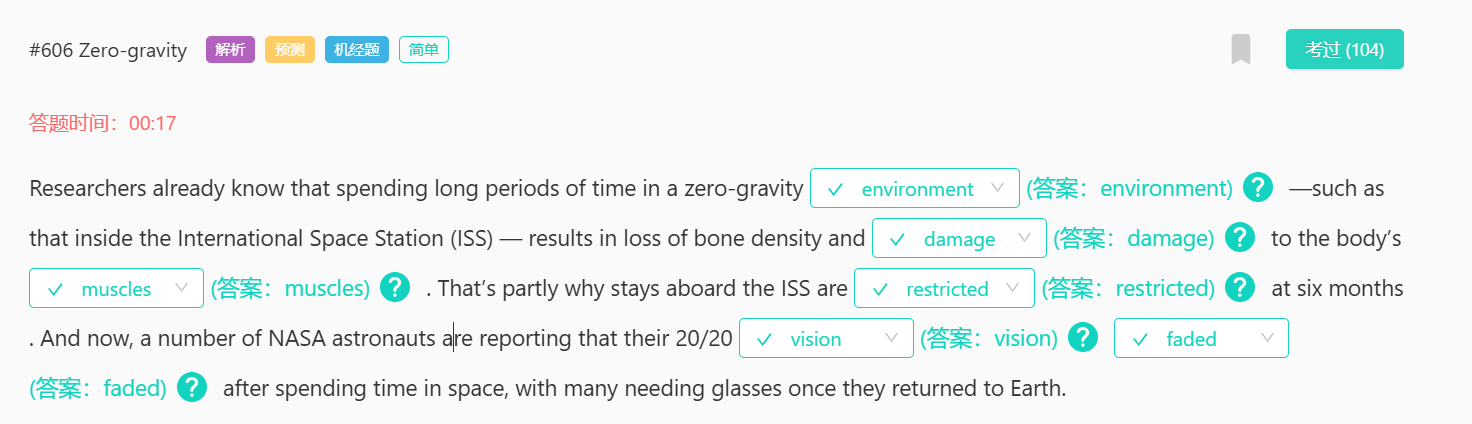 #606 Zero-gravity 解析 预测 机经题 简单 考过 (104)
答题时间：00:17
Researchers already know that spending long periods of time in a zero-gravity environment (答案：environment) ? —such as
that inside the International Space Station (ISS) — results in loss of bone density and damage (答案：damage) ? to the body’s
muscles (答案：muscles) ? . That’s partly why stays aboard the ISS are restricted (答案：restricted) ? at six months
. And now, a number of NASA astronauts are reporting that their 20/20 vision (答案：vision) ? faded
(答案：faded) ? after spending time in space, with many needing glasses once they returned to Earth.